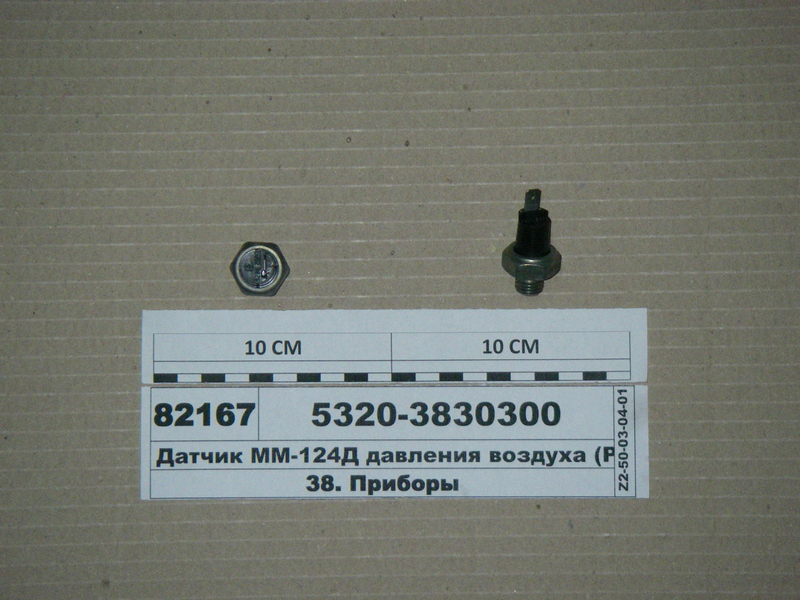 10 СМ 10 СМ
82167 5320-3830300
Датчик ММ-124Д давления воздуха (Р
38. Приборы
Z2-50-03-04-01